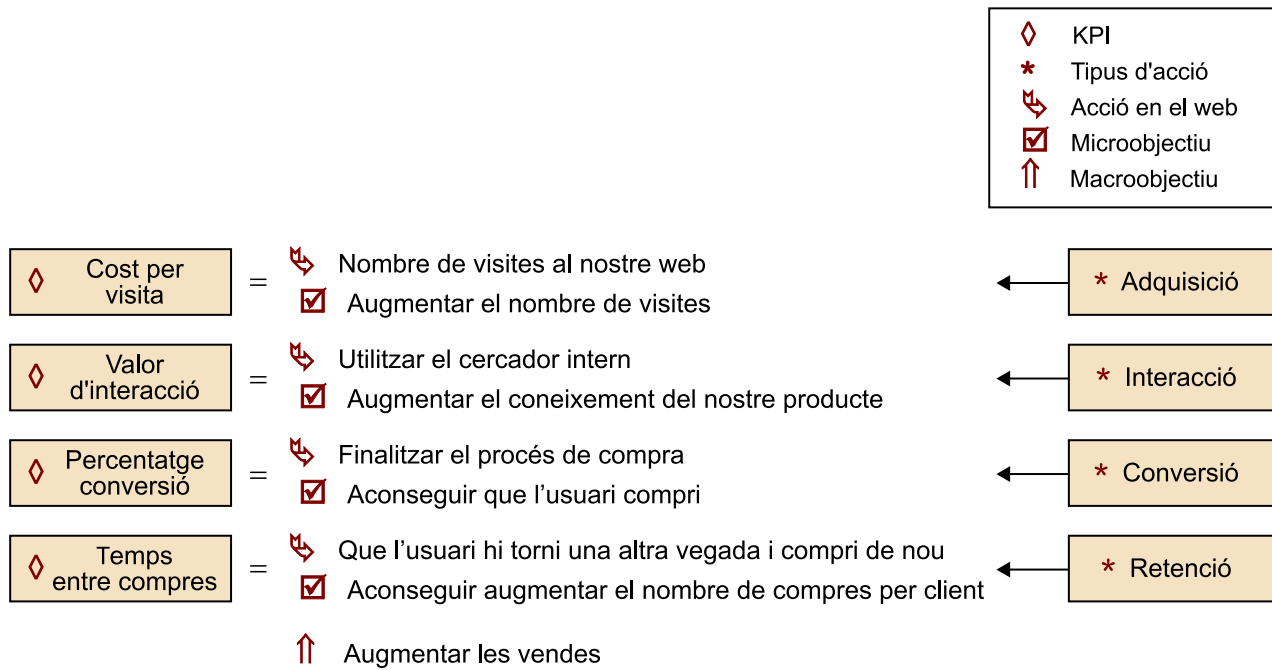 KPI
Tipus d'acció
Acció en el web
Microobjectiu
Macroobjectiu
Cost per
visita
=
Nombre de visites al nostre web
Augmentar el nombre de visites
* Adquisició
Valor
d'interacció
=
Utilitzar el cercador intern
Augmentar el coneixement del nostre producte
* Interacció
Percentatge
conversió
=
Finalitzar el procés de compra
Aconseguir que l’usuari compri
* Conversió
Temps
entre compres
=
Que l’usuari hi torni una altra vegada i compri de nou
Aconseguir augmentar el nombre de compres per client
* Retenció
Augmentar les vendes